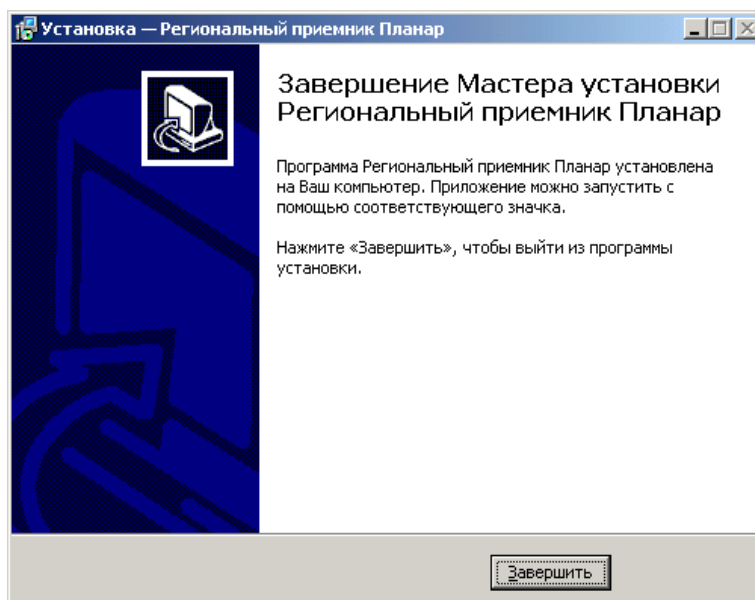 Установка — Региональный приемник Планар
Завершение Мастера установки
Региональный приемник Планар
Программа Региональный приемник Планар установлена
на Ваш компьютер. Приложение можно запустить с
помощью соответствующего значка.
Нажмите «Завершить», чтобы выйти из программы
установки.
Завершить